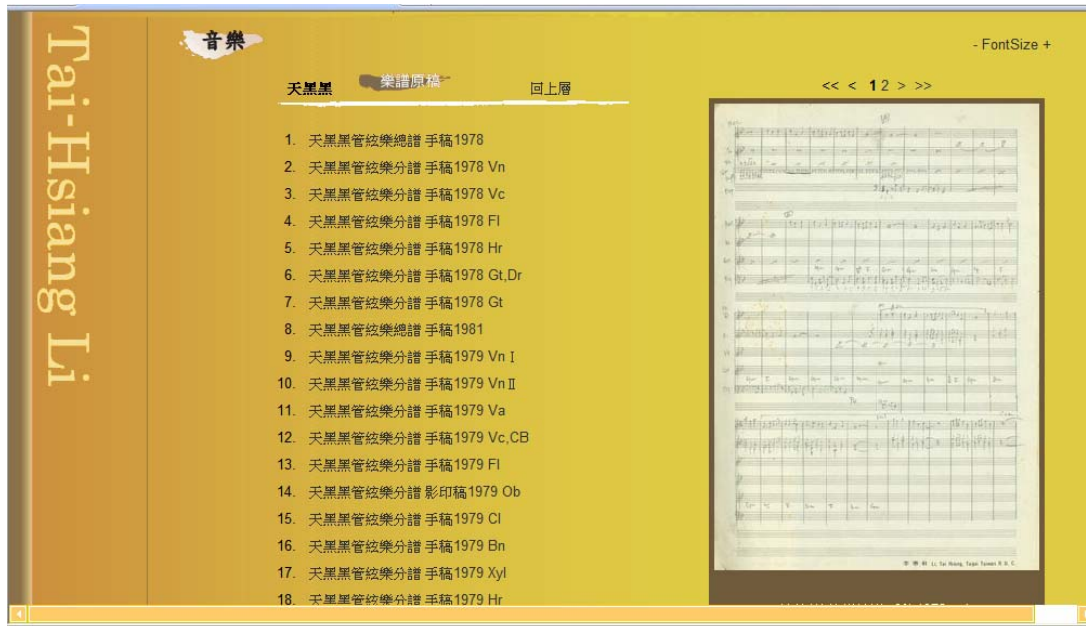 Tai-Hsiang Li
音樂
- FontSize +
天黑黑
樂譜原稿
回上層
<< < 1 2 > >>
1. 天黑黑管絃樂總譜 手稿1978
2. 天黑黑管絃樂分譜 手稿1978 Vn
3. 天黑黑管絃樂分譜 手稿1978 Vc
4. 天黑黑管絃樂分譜 手稿1978 Fl
5. 天黑黑管絃樂分譜 手稿1978 Hr
6. 天黑黑管絃樂分譜 手稿1978 Gt,Dr
7. 天黑黑管絃樂分譜 手稿1978 Gt
8. 天黑黑管絃樂總譜 手稿1981
9. 天黑黑管絃樂分譜 手稿1979 Vn Ⅰ
10. 天黑黑管絃樂分譜 手稿1979 Vn Ⅱ
11. 天黑黑管絃樂分譜 手稿1979 Va
12. 天黑黑管絃樂分譜 手稿1979 Vc,CB
13. 天黑黑管絃樂分譜 手稿1979 Fl
14. 天黑黑管絃樂分譜 影印稿1979 Ob
15. 天黑黑管絃樂分譜 手稿1979 Cl
16. 天黑黑管絃樂分譜 手稿1979 Bn
17. 天黑黑管絃樂分譜 手稿1979 Xyl
18. 天黑黑管絃樂分譜 手稿1979 Hr
Li, Tai Hsiang, Taipei Taiwan R. O. C.